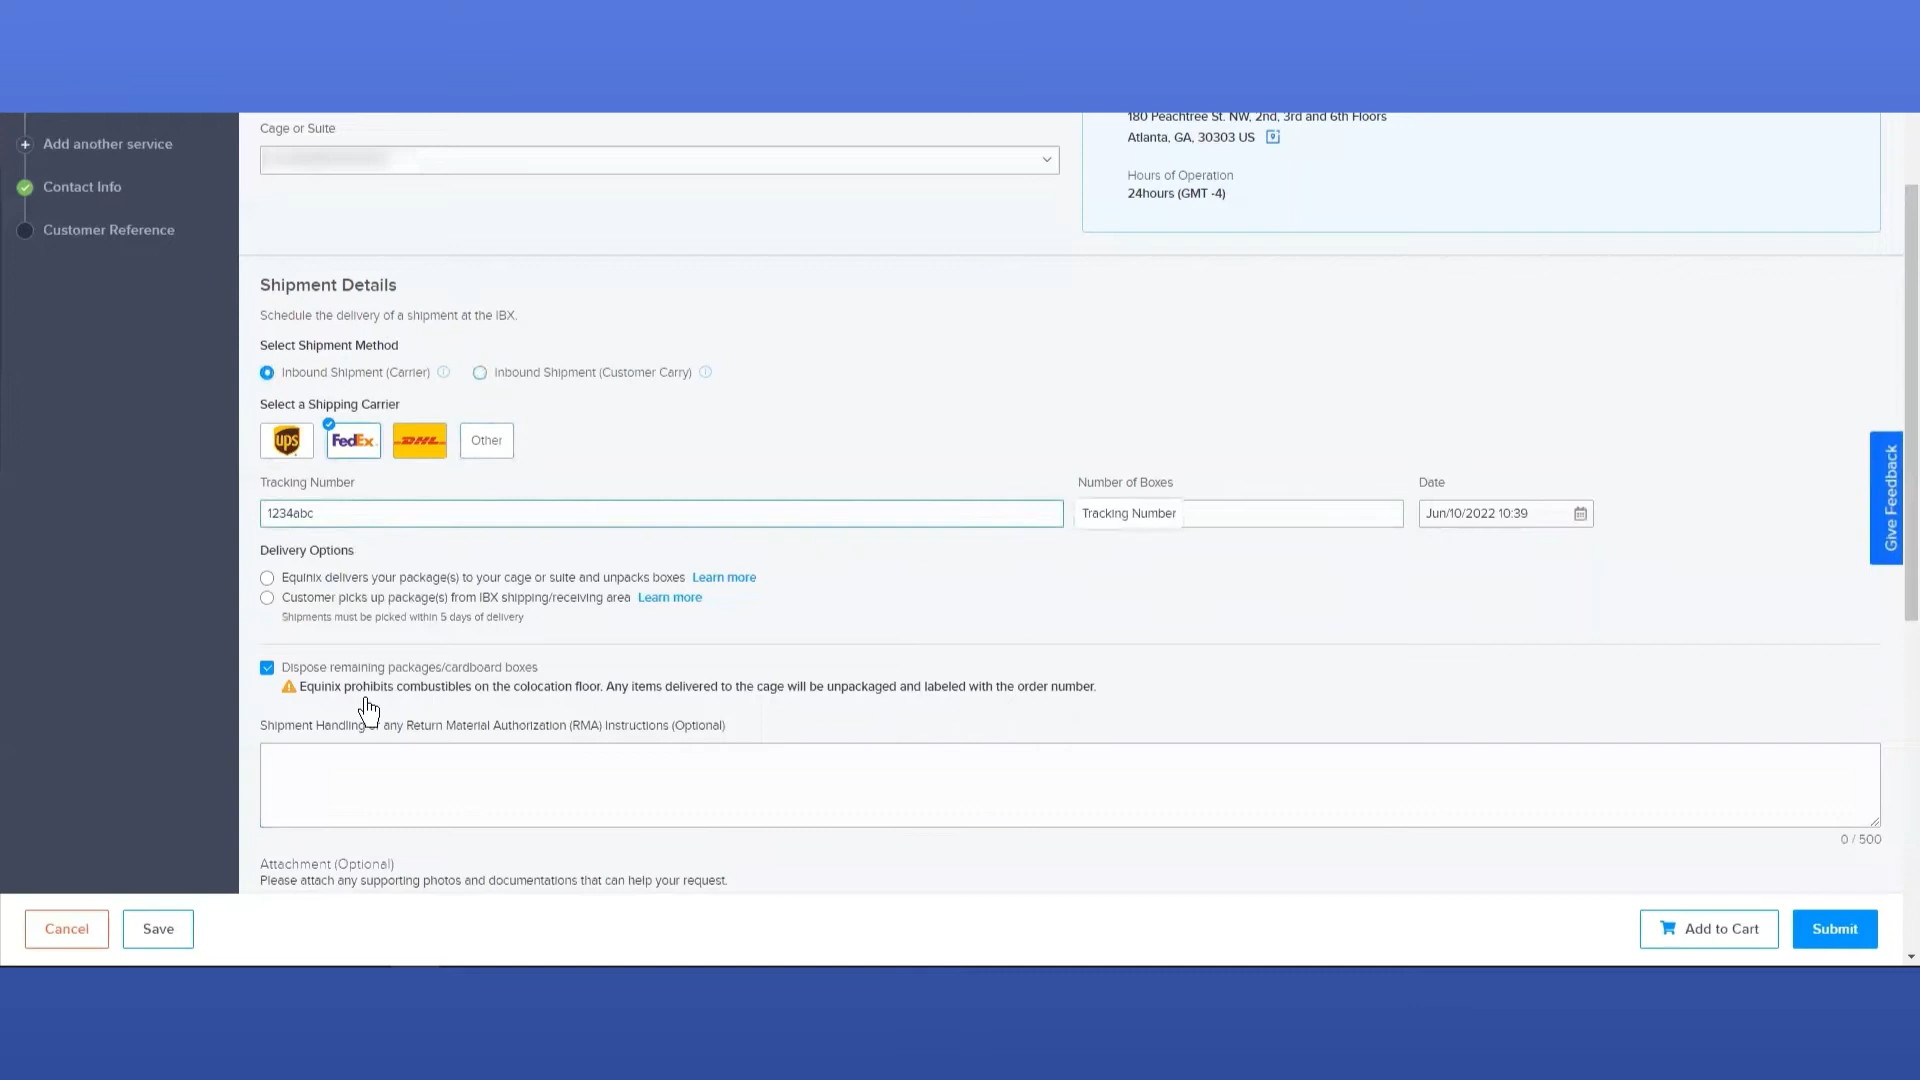 180 Peachtree St. NW, 2nd, 3rd and 6th Floors
Cage or Suite
Atlanta, GA, 30303 US
Add another service
Contact Info
Hours of Operation
24hours (GMT -4)
Customer Reference
Shipment Details
Schedule the delivery of a shipment at the IBX.
Select Shipment Method
Inbound Shipment (Carrier)
Inbound Shipment (Customer Carry)
Select a Shipping Carrier
ups
FedEx
DHL
Other
Tracking Number
Number of Boxes
Date
1234abc
Tracking Number
Jun/10/2022 10:39
Delivery Options
Equinix delivers your package(s) to your cage or suite and unpacks boxes Learn more
Customer picks up package(s) from IBX shipping/receiving area Learn more
Shipments must be picked within 5 days of delivery
Dispose remaining packages/cardboard boxes
Equinix prohibits combustibles on the colocation floor. Any items delivered to the cage will be unpackaged and labeled with the order number.
Shipment Handling any Return Material Authorization (RMA) Instructions (Optional)
0 / 500
Attachment (Optional)
Please attach any supporting photos and documentations that can help your request.
Give Feedback
Cancel
Save
Add to Cart
Submit